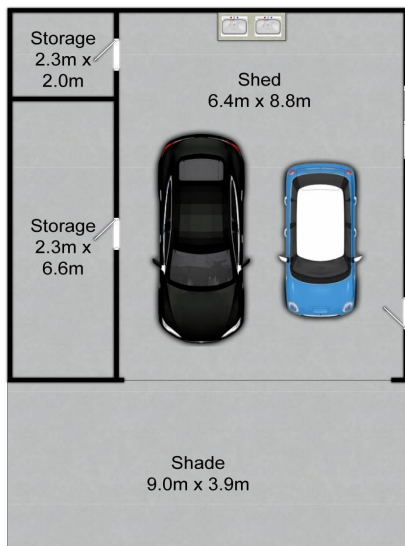 Storage
2.3m x
2.0m
Shed
6.4m x 8.8m
Storage
2.3m x
6.6m
Shade
9.0m x 3.9m